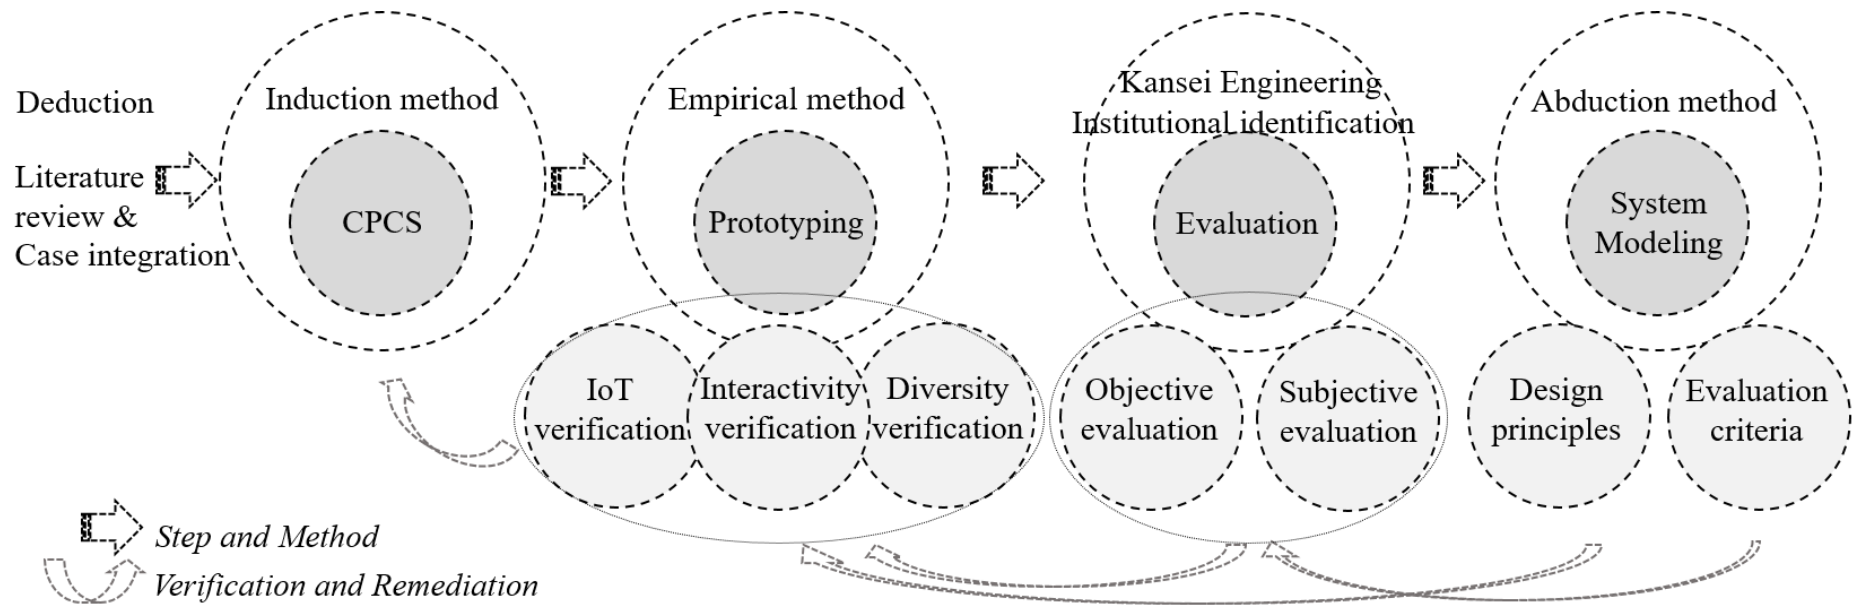 Deduction
Literature
review &
Case integration
Induction method
CPCS
Empirical method
Prototyping
Kansei Engineering
Institutional identification
Evaluation
Abduction method
System
Modeling
IoT
verification
Interactivity
verification
Diversity
verification
Objective
evaluation
Subjective
evaluation
Design
principles
Evaluation
criteria
Step and Method
Verification and Remediation